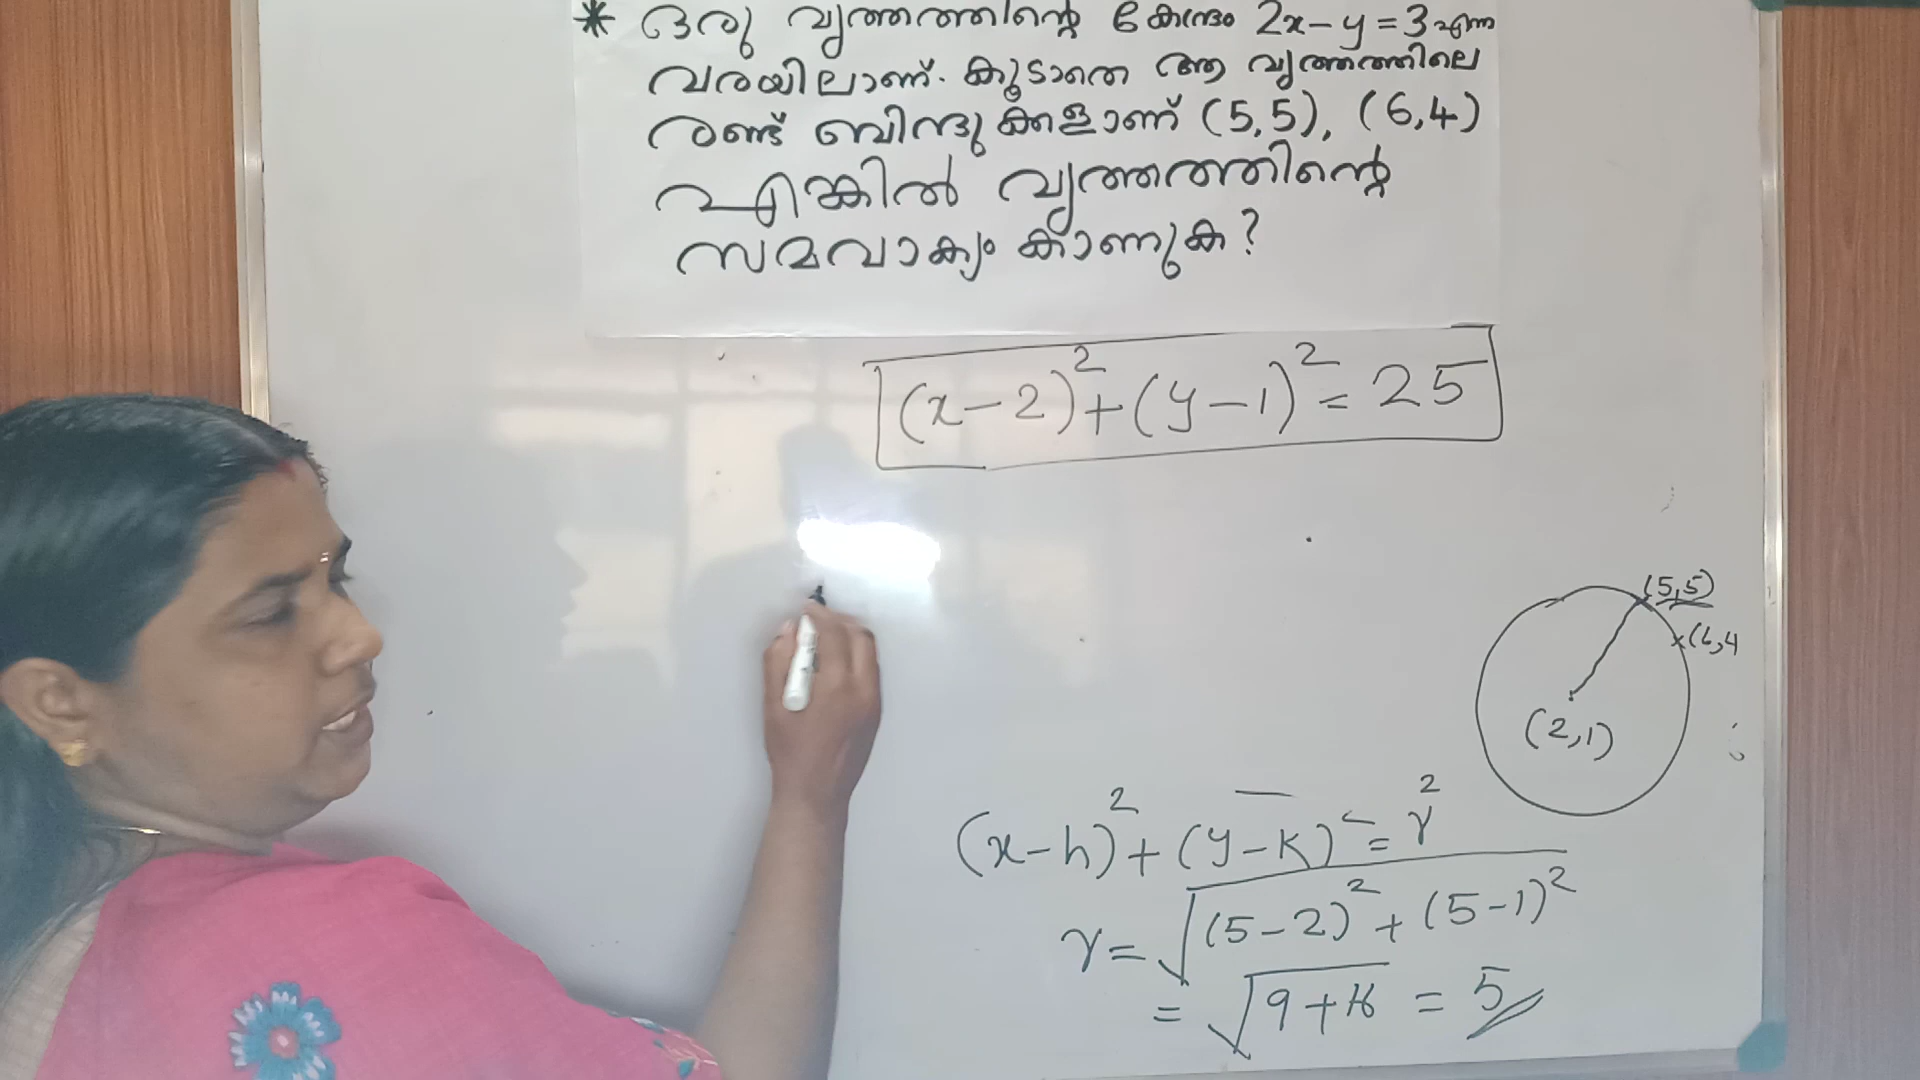 * ഒരു വൃത്തത്തിന്റെ കേന്ദ്രം 2x-y=3 എന്ന
വരയിലാണ്. കൂടാതെ ആ വൃത്തത്തിലെ
രണ്ട് ബിന്ദുക്കളാണ് (5,5), (6,4)
എങ്കിൽ വൃത്തത്തിന്റെ
സമവാക്യം കാണുക?
(x-2)²+(y-1)²=25
(5,5)
(6,4
(2,1)
(x-h)²+(y-k)²=r²
r=√(5-2)²+(5-1)²
=√9+16 = 5